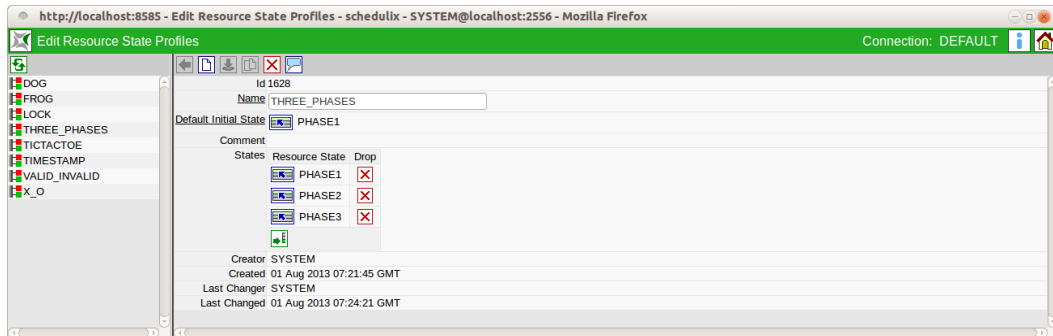 http://localhost:8585 - Edit Resource State Profiles - schedulix - SYSTEM@localhost:2556 - Mozilla Firefox
Edit Resource State Profiles
Connection: DEFAULT
DOG
FROG
LOCK
THREE_PHASES
TICTACTOE
TIMESTAMP
VALID_INVALID
X_O
Id 1628
Name THREE_PHASES
Default Initial State PHASE1
Comment
States Resource State Drop
PHASE1
PHASE2
PHASE3
Creator SYSTEM
Created 01 Aug 2013 07:21:45 GMT
Last Changer SYSTEM
Last Changed 01 Aug 2013 07:24:21 GMT